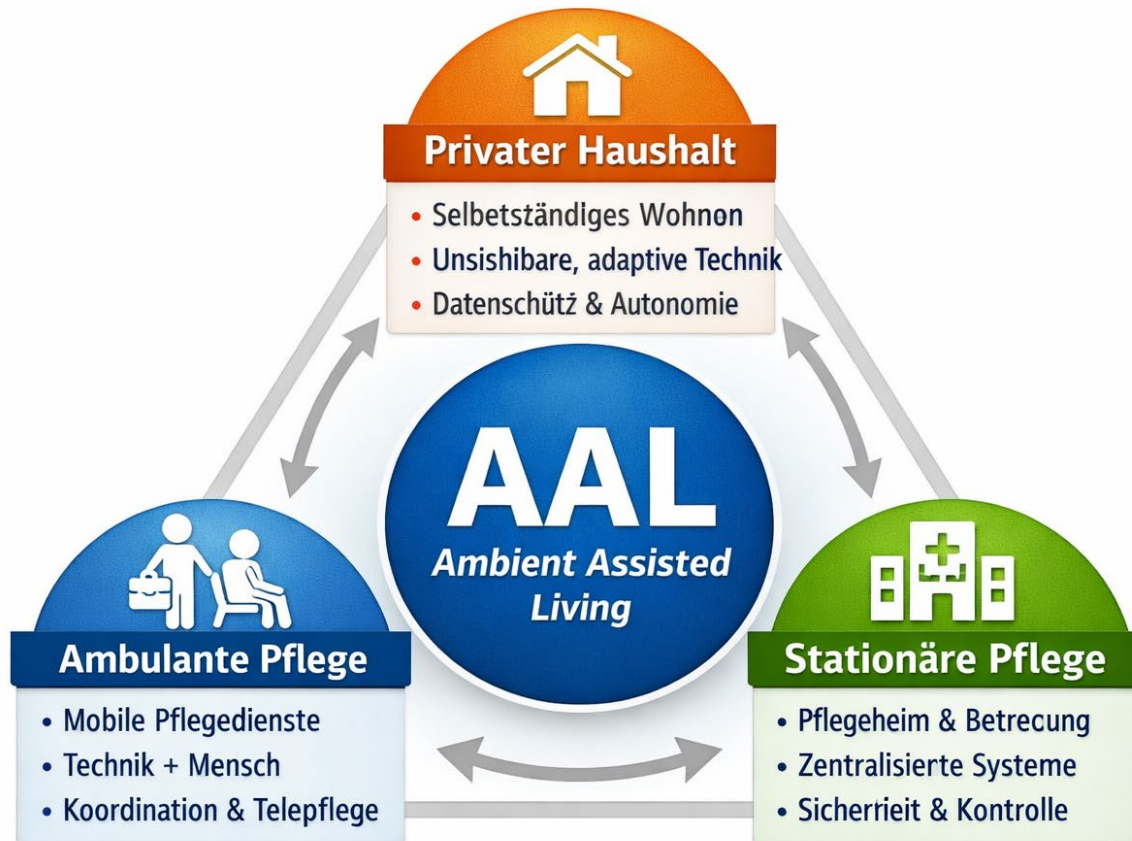 Privater Haushalt
• Selbetständiges Wohnon
• Unsishibare, adaptive Technik
• Datenschütż & Autonomie
AAL
Ambient Assisted
Living
Ambulante Pflege
• Mobile Pflegedienste
• Technik + Mensch
• Koordination & Telepflege
Stationäre Pflege
• Pflegeheim & Betrecung
• Zentralisierte Systeme
• Sicherrieit & Kontrolle